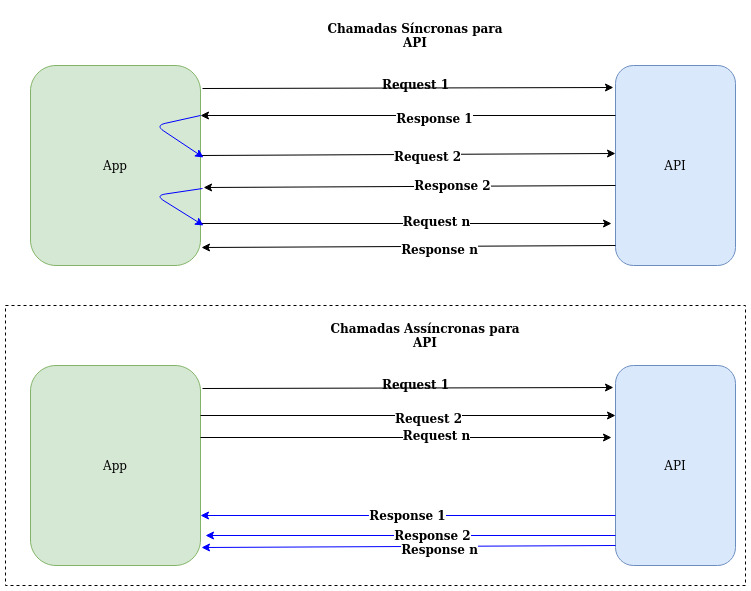 Chamadas Síncronas para
API
Request 1
Response 1
App
Request 2
API
Response 2
Request n
Response n
Chamadas Assíncronas para
API
Request 1
Request 2
Request n
App
API
Response 1
Response 2
Response n